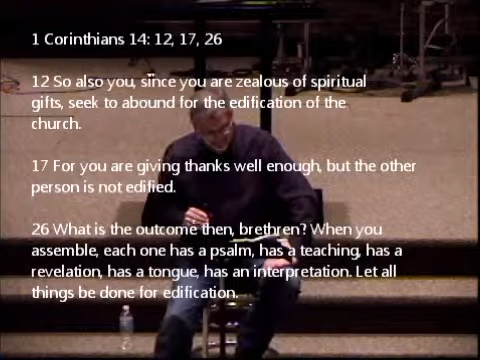 1 Corinthians 14: 12, 17, 26
12 So also you, since you are zealous of spiritual
gifts, seek to abound for the edification of the
church.
17 For you are giving thanks well enough, but the other
person is not edified.
26 What is the outcome then, brethren? When you
assemble, each one has a psalm, has a teaching, has a
revelation, has a tongue, has an interpretation. Let all
things be done for edification.